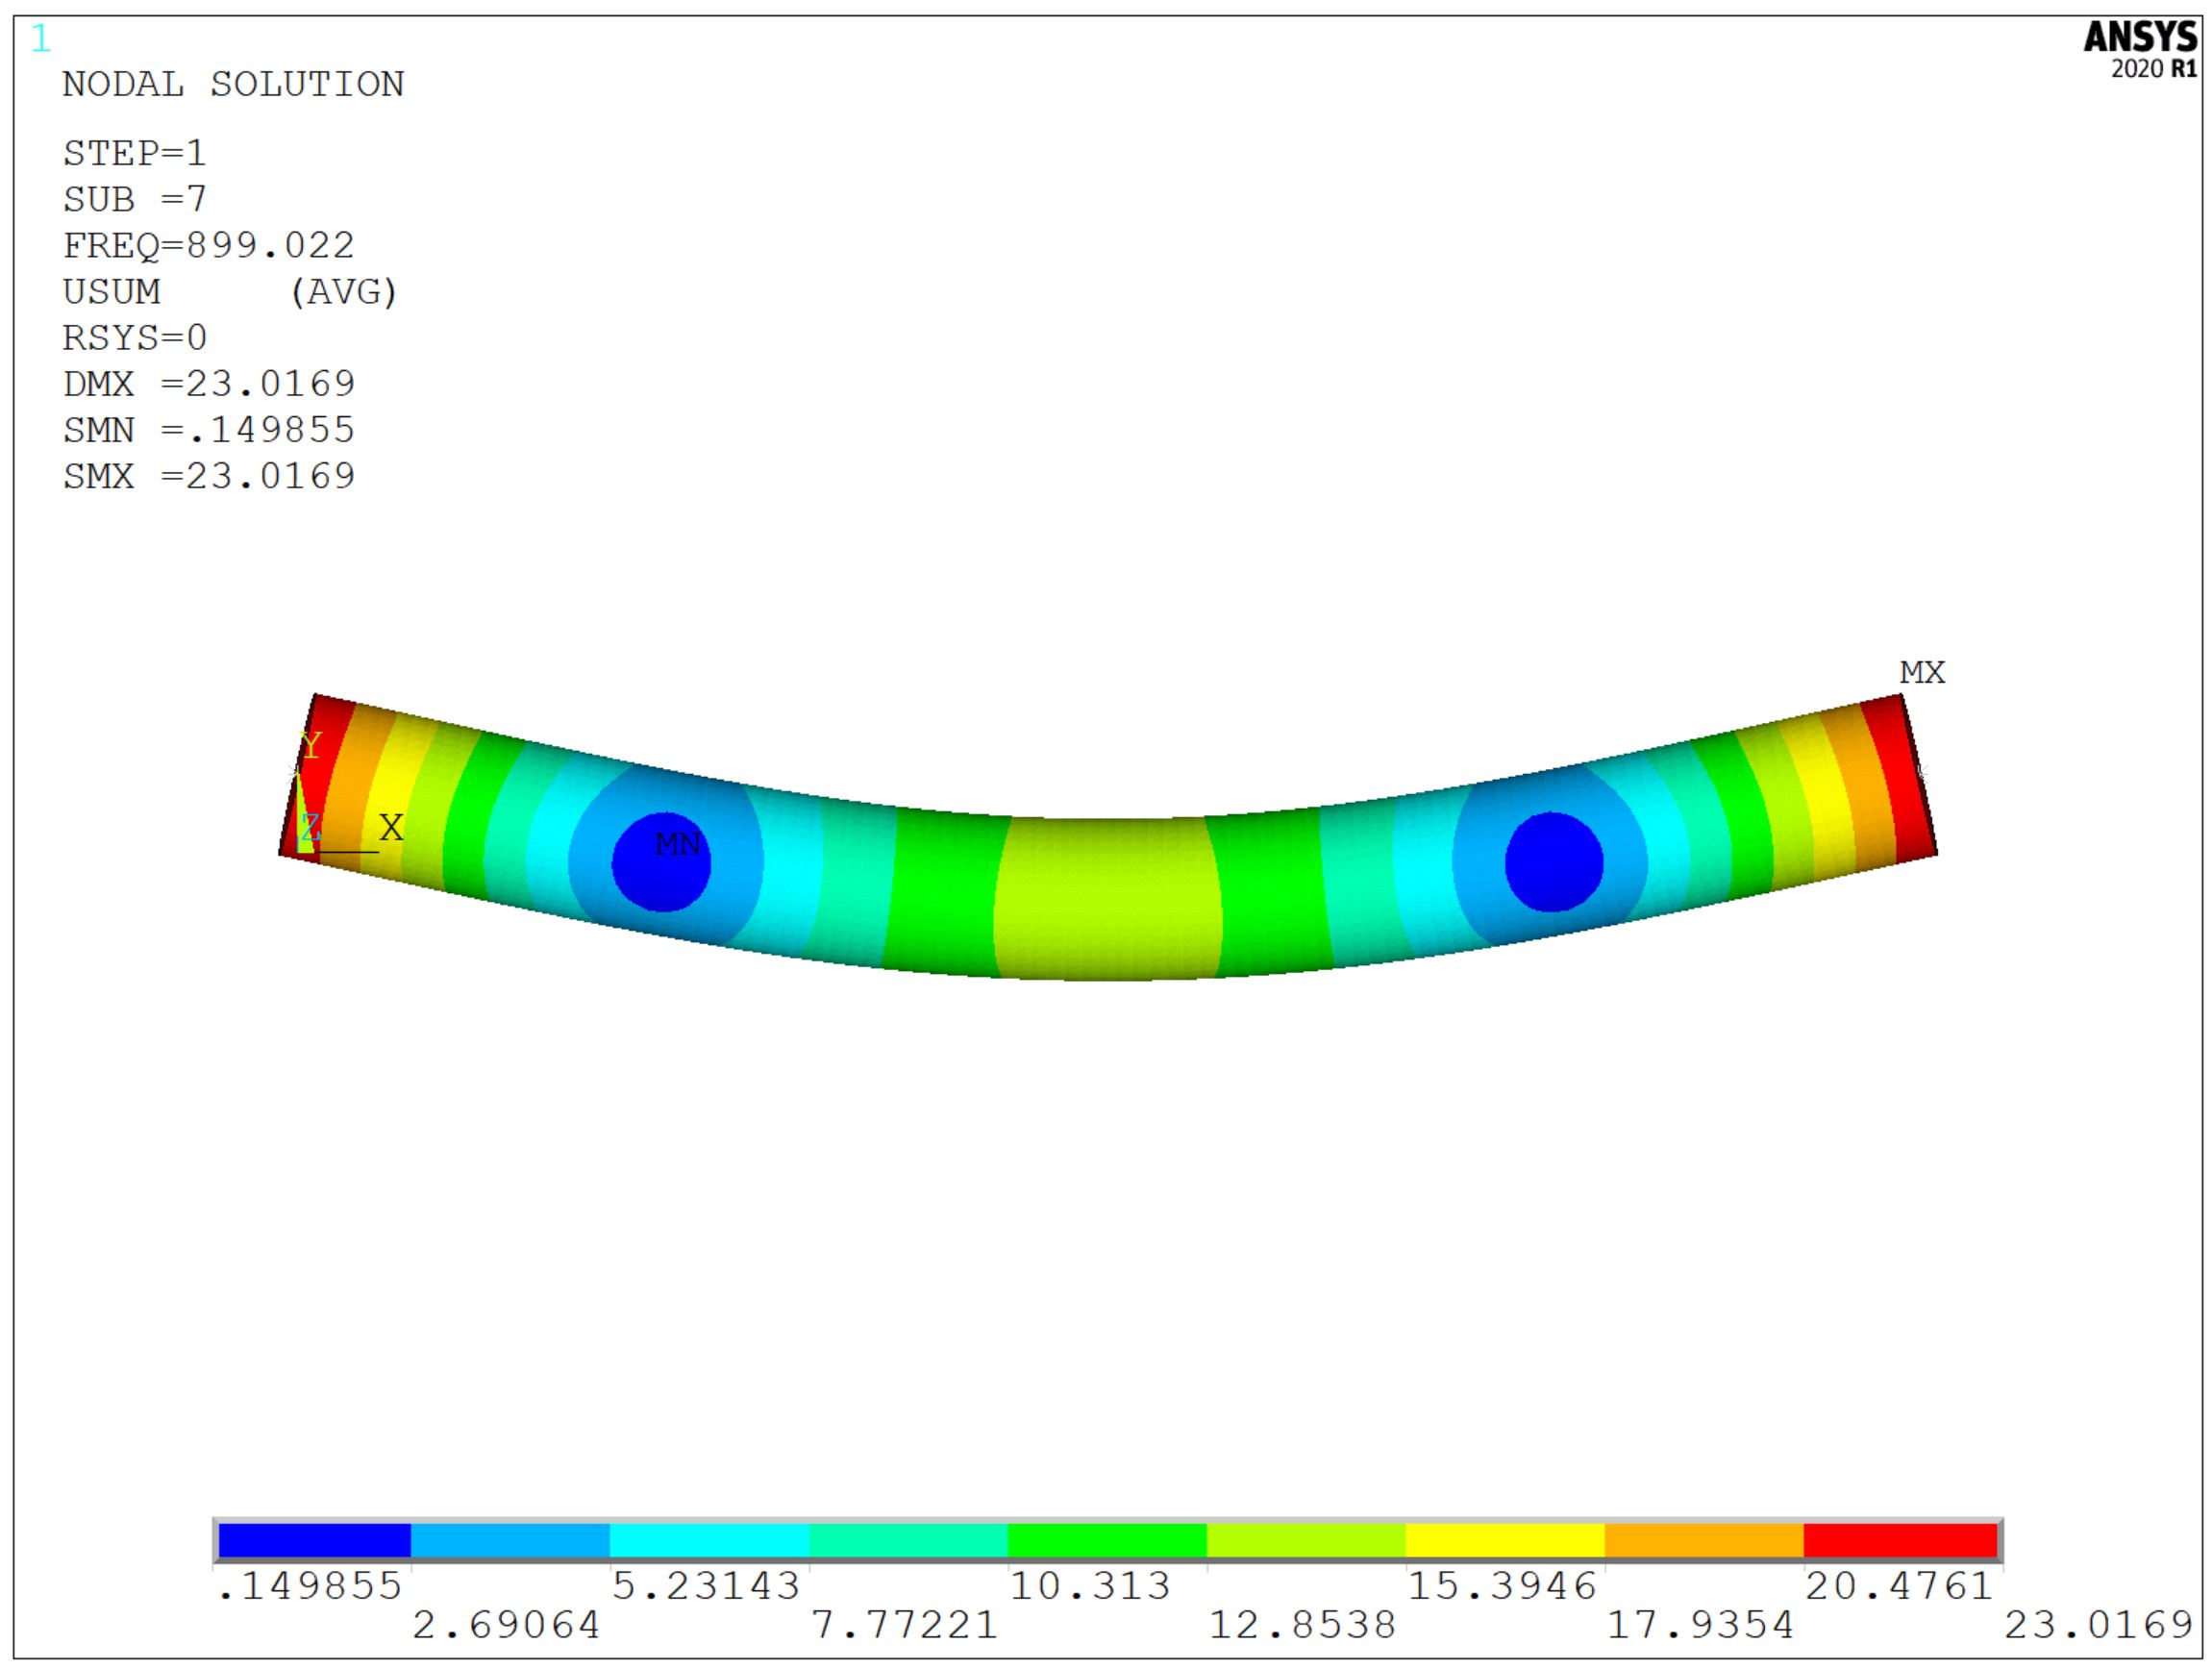 1
ANSYS
2020 R1
NODAL SOLUTION
STEP=1
SUB =7
FREQ=899.022
USUM (AVG)
RSYS=0
DMX =23.0169
SMN =.149855
SMX =23.0169
MX
Y
Z X
MN
.149855 5.23143 10.313 15.3946 20.4761
2.69064 7.77221 12.8538 17.9354 23.0169